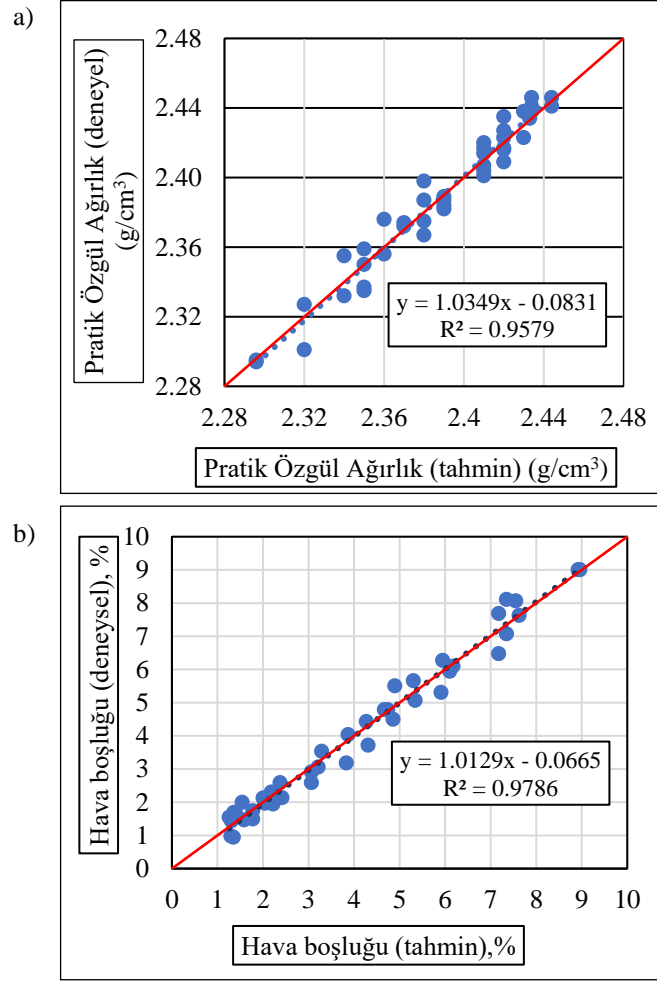 a)
Pratik Özgül Ağırlık (deneyel)
(g/cm³)
2.48
2.44
2.40
2.36
2.32
2.28
y = 1.0349x - 0.0831
R² = 0.9579
2.28 2.32 2.36 2.4 2.44 2.48
Pratik Özgül Ağırlık (tahmin) (g/cm³)
b)
Hava boşluğu (deneysel), %
10
9
8
7
6
5
4
3
2
1
0
y = 1.0129x - 0.0665
R² = 0.9786
0 1 2 3 4 5 6 7 8 9 10
Hava boşluğu (tahmin),%